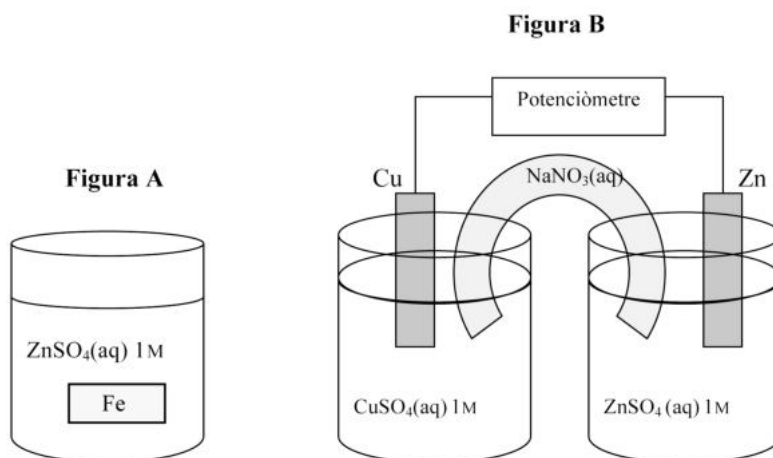 Figura A
ZnSO₄(aq) 1M
Fe
Figura B
Potenciòmetre
Cu
NaNO₃(aq)
Zn
CuSO₄(aq) 1M
ZnSO₄(aq) 1M